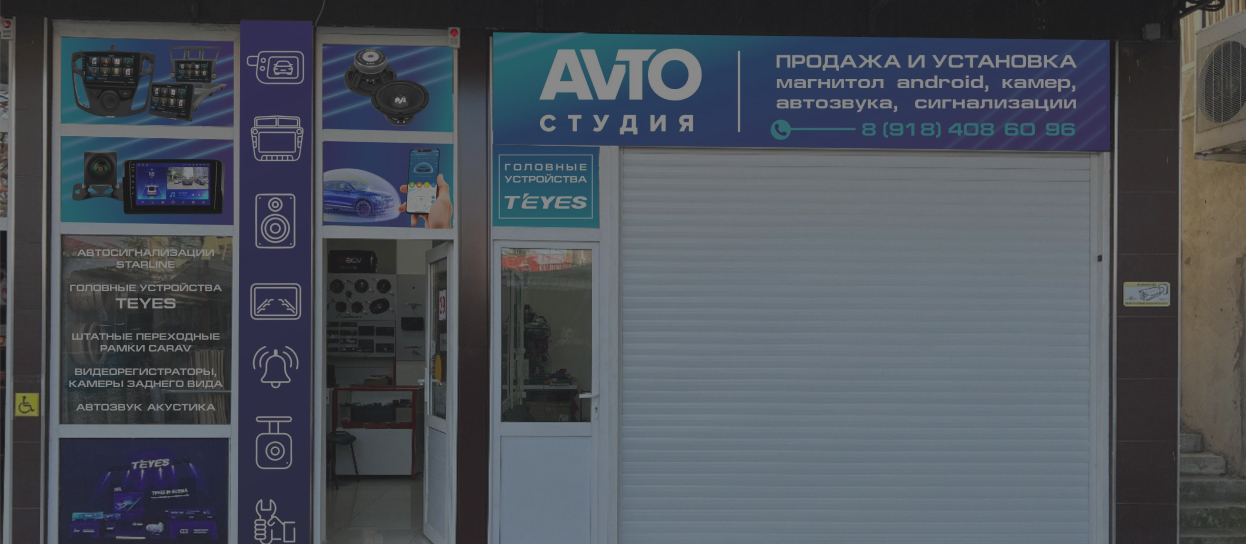 AVTO
СТУДИЯ
ПРОДАЖА И УСТАНОВКА
магнитол android, камер,
автозвука, сигнализации
8 (918) 408 60 96
ГОЛОВНЫЕ
УСТРОЙСТВА
TEYES
АВТОСИГНАЛИЗАЦИИ
STARLINE
ГОЛОВНЫЕ УСТРОЙСТВА
TEYES
ШТАТНЫЕ ПЕРЕХОДНЫЕ
РАМКИ CARAV
ВИДЕОРЕГИСТРАТОРЫ,
КАМЕРЫ ЗАДНЕГО ВИДА
АВТОЗВУК АКУСТИКА
TEYES